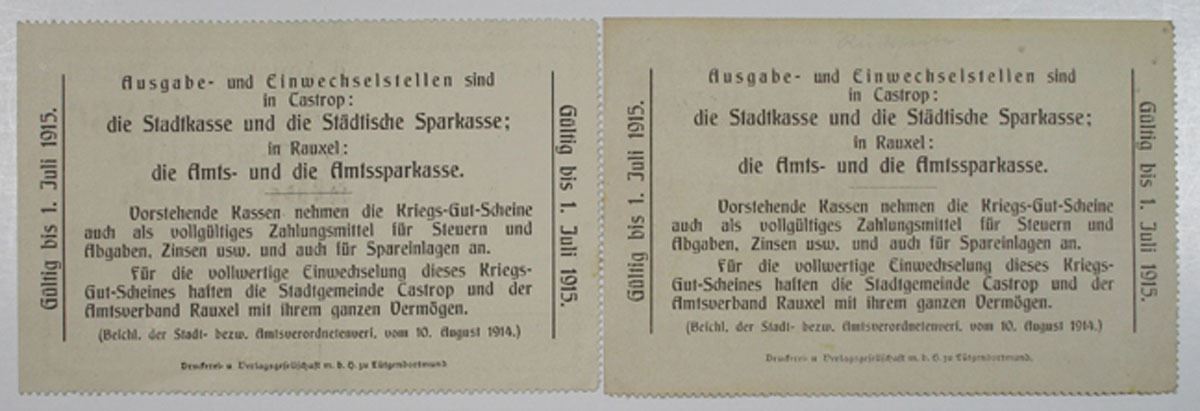 Gültig bis 1. Juli 1915.
Ausgabe- und Einwechselstellen sind
in Castrop:
die Stadtkasse und die Städtische Sparkasse;
in Rauxel:
die Amts- und die Amtssparkasse.
Vorstehende Kassen nehmen die Kriegs-Gut-Scheine
auch als vollgültiges Zahlungsmittel für Steuern und
Abgaben, Zinsen usw. und auch für Spareinlagen an.
Für die vollwertige Einwechselung dieses Kriegs-
Gut-Scheines haften die Stadtgemeinde Castrop und der
Amtsverband Rauxel mit ihrem ganzen Vermögen.
(Beschl. der Stadt- bezw. Amtsverordnetenvers. vom 10. August 1914.)
Druckerei- u. Verlagsgesellschaft m. b. H. zu Lütgendortmund.
Gültig bis 1. Juli 1915.
Gültig bis 1. Juli 1915.
Ausgabe- und Einwechselstellen sind
in Castrop:
die Stadtkasse und die Städtische Sparkasse;
in Rauxel:
die Amts- und die Amtssparkasse.
Vorstehende Kassen nehmen die Kriegs-Gut-Scheine
auch als vollgültiges Zahlungsmittel für Steuern und
Abgaben, Zinsen usw. und auch für Spareinlagen an.
Für die vollwertige Einwechselung dieses Kriegs-
Gut-Scheines haften die Stadtgemeinde Castrop und der
Amtsverband Rauxel mit ihrem ganzen Vermögen.
(Beschl. der Stadt- bezw. Amtsverordnetenvers. vom 10. August 1914.)
Druckerei- u. Verlagsgesellschaft m. b. H. zu Lütgendortmund.
Gültig bis 1. Juli 1915.